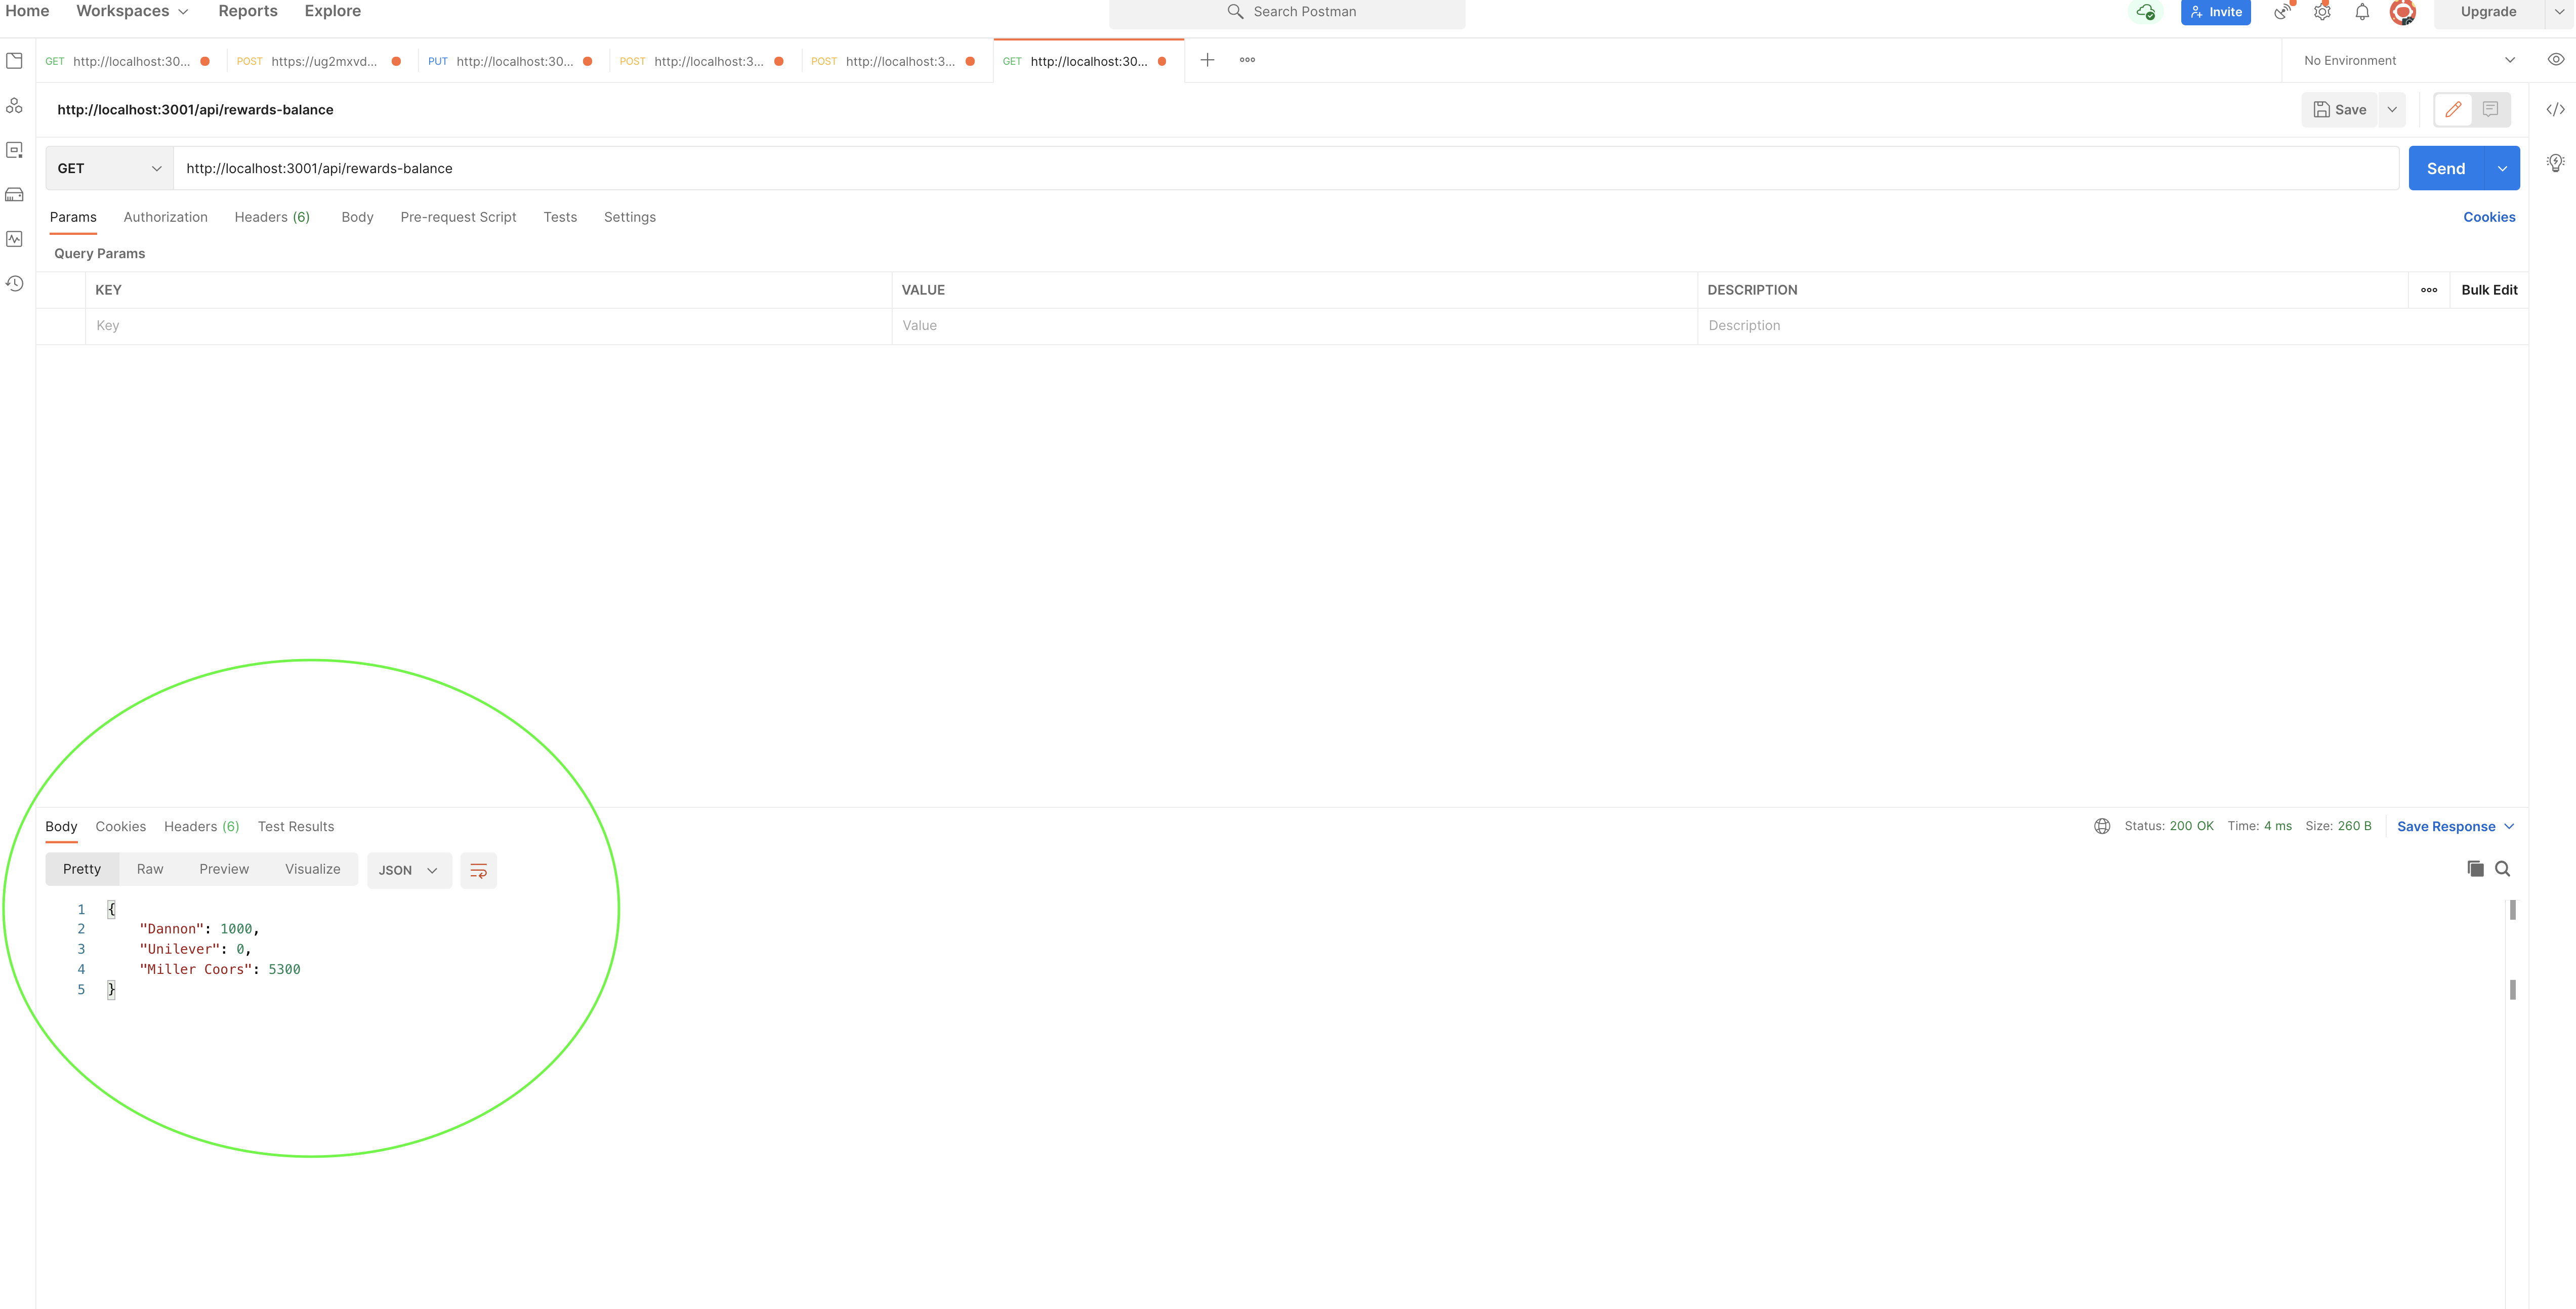 Home Workspaces Reports Explore Search Postman Invite Upgrade
GET http://localhost:30... POST https://ug2mxvd... PUT http://localhost:30... POST http://localhost:3... POST http://localhost:3... GET http://localhost:30... No Environment
http://localhost:3001/api/rewards-balance Save
GET http://localhost:3001/api/rewards-balance Send
Params Authorization Headers (6) Body Pre-request Script Tests Settings Cookies
Query Params
KEY VALUE DESCRIPTION Bulk Edit
Key Value Description
Body Cookies Headers (6) Test Results Status: 200 OK Time: 4 ms Size: 260 B Save Response
Pretty Raw Preview Visualize JSON
1 {
2 "Dannon": 1000,
3 "Unilever": 0,
4 "Miller Coors": 5300
5 }